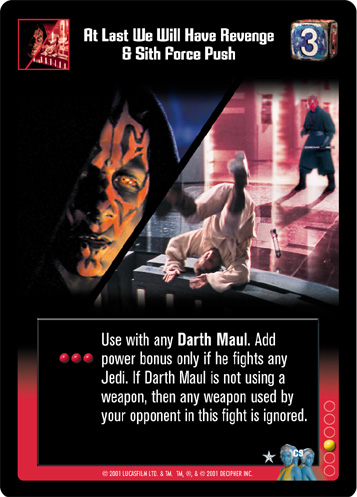 At Last We Will Have Revenge
& Sith Force Push
3
Use with any Darth Maul. Add
power bonus only if he fights any
Jedi. If Darth Maul is not using a
weapon, then any weapon used by
your opponent in this fight is ignored.
C9
© 2001 LUCASFILM LTD. & TM. TM, ®, & © 2001 DECIPHER INC.